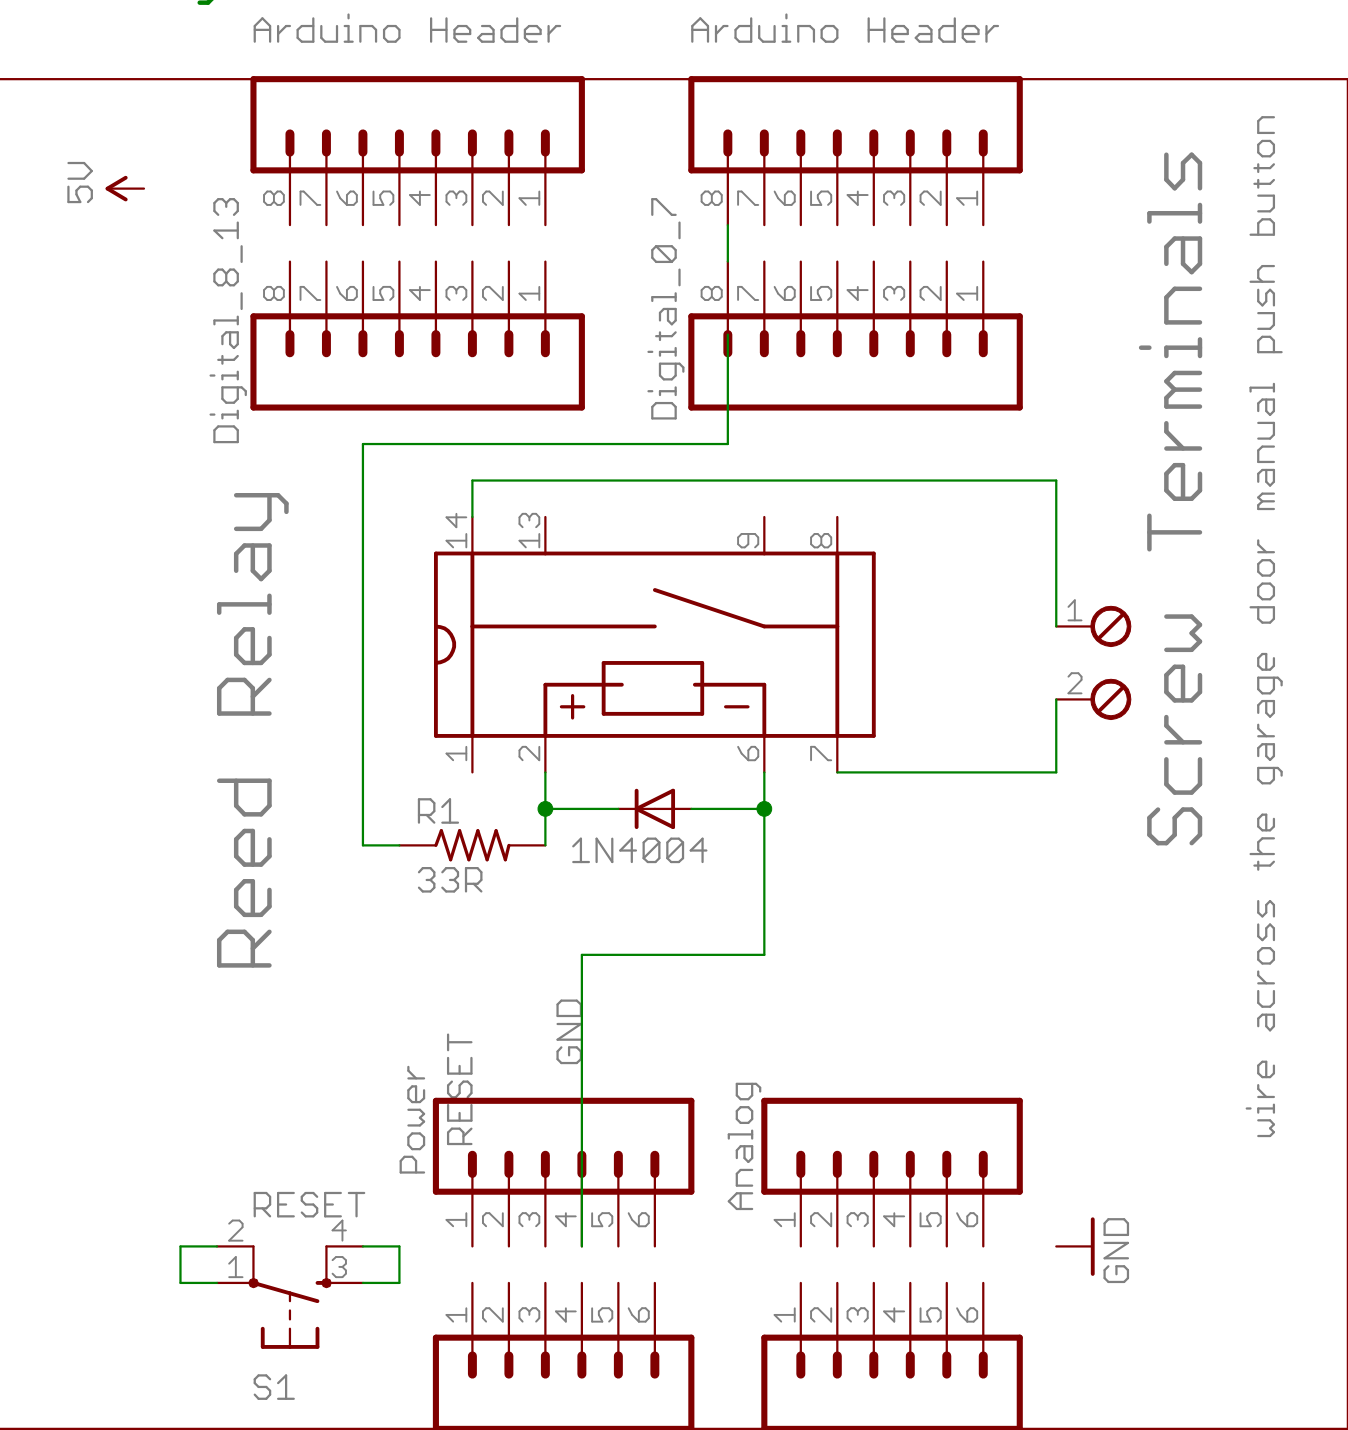 Arduino Header
Arduino Header
5V
8 7 6 5 4 3 2 1
8 7 6 5 4 3 2 1
Digital_8_13
Digital_0_7
8 7 6 5 4 3 2 1
8 7 6 5 4 3 2 1
Reed Relay
Screw Terminals
wire across the garage door manual push button
14 13 9 8
1
2
+ -
1 2 6 7
R1
33R
1N4004
GND
Power
RESET
Analog
1 2 3 4 5 6
1 2 3 4 5 6
RESET
2 4
1 3
S1
GND
1 2 3 4 5 6
1 2 3 4 5 6